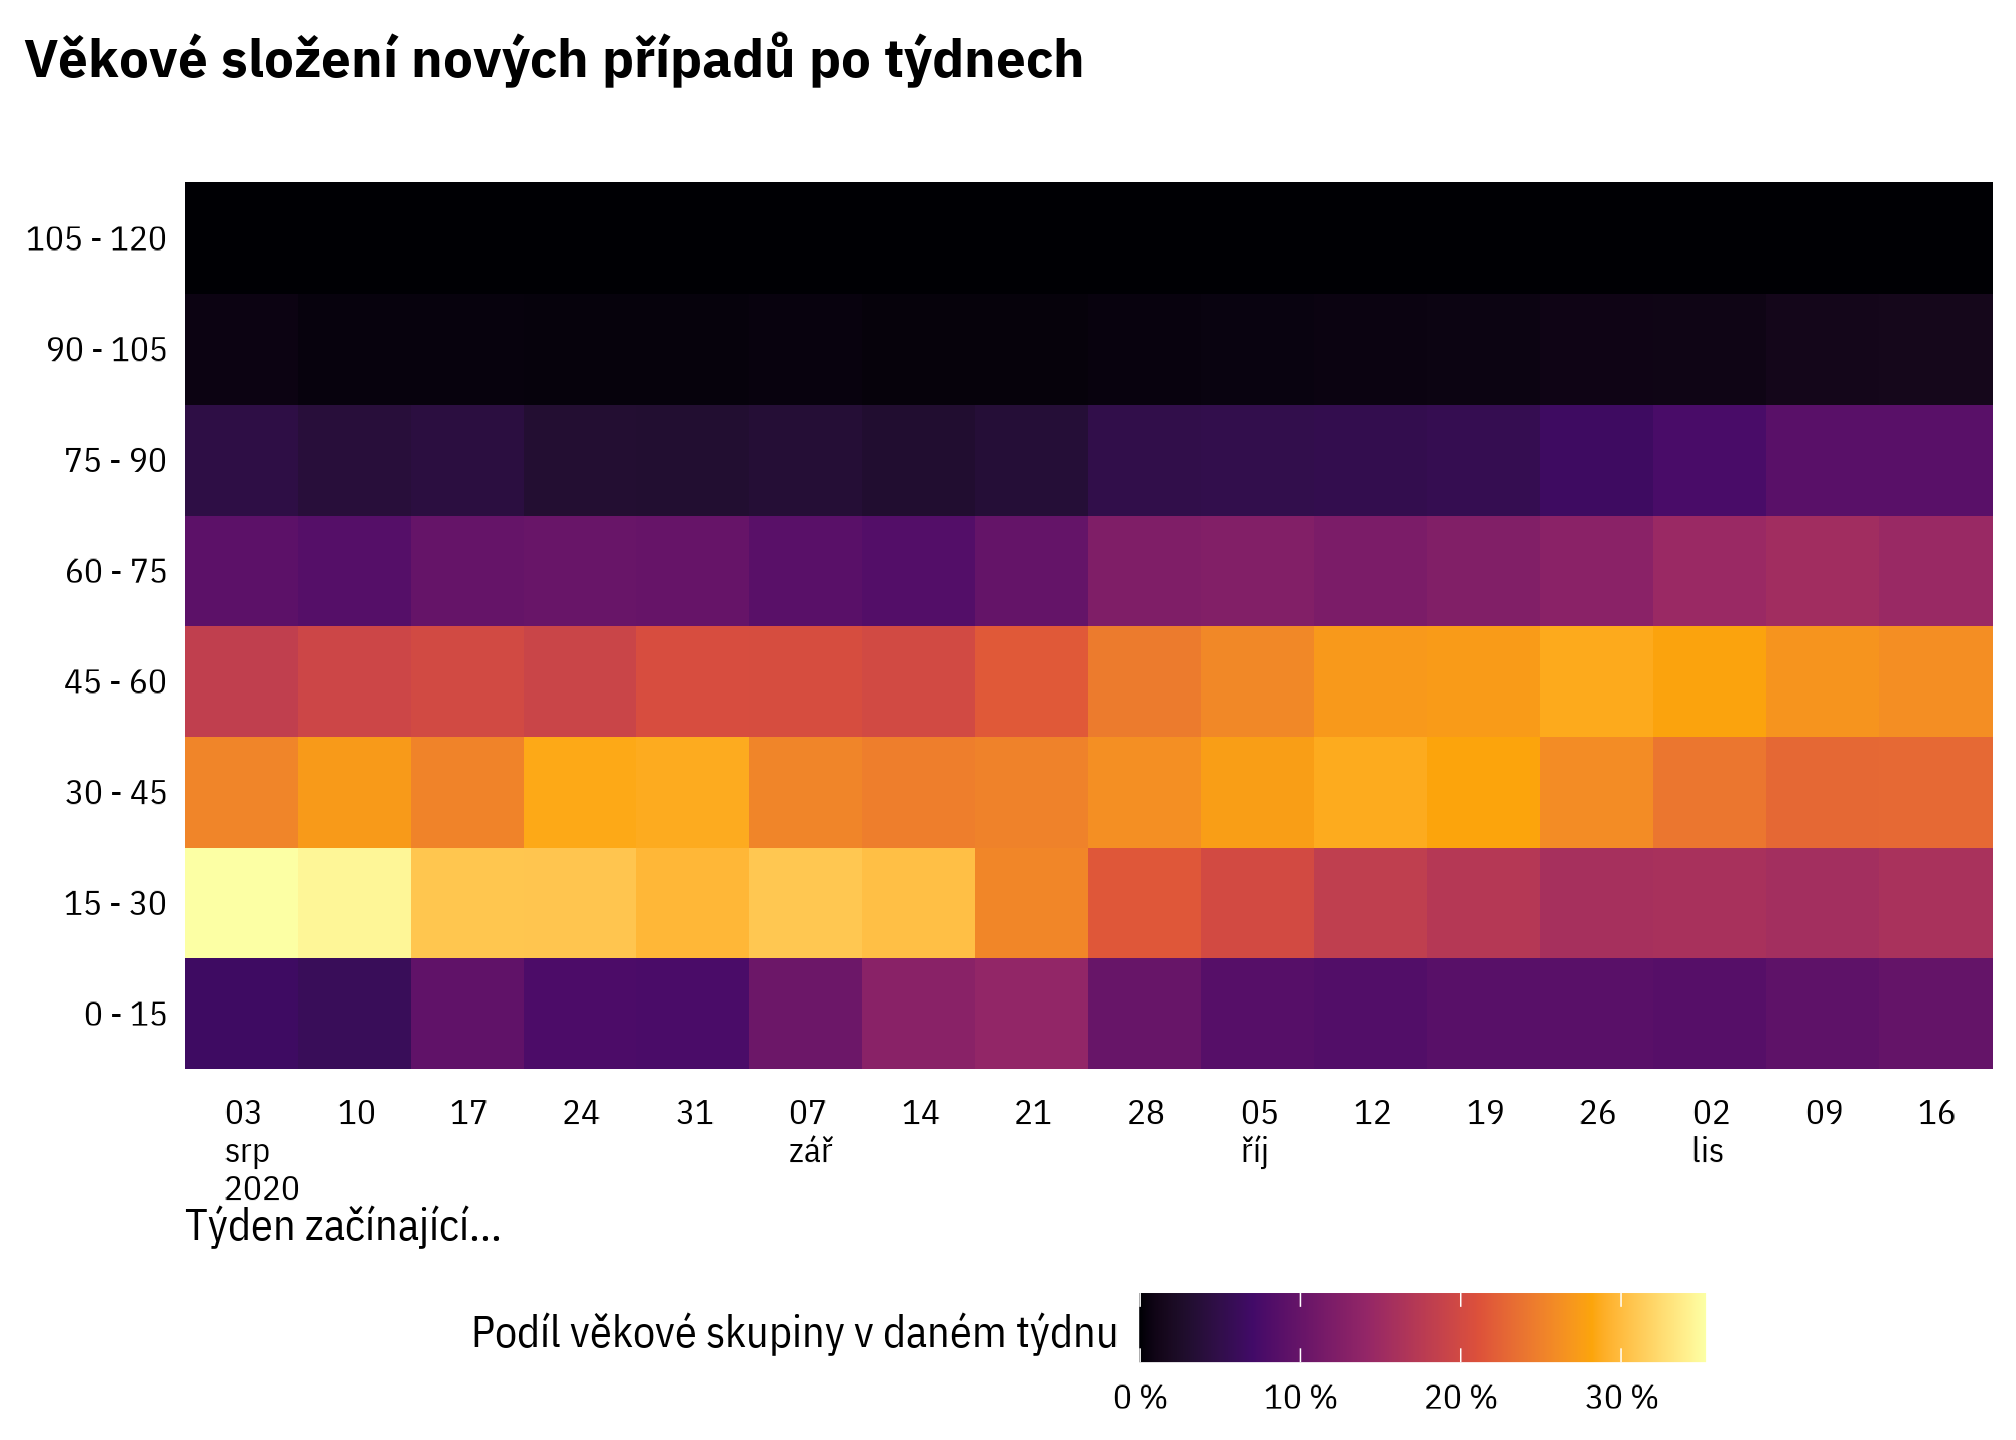 Věkové složení nových případů po týdnech
105 - 120
90 - 105
75 - 90
60 - 75
45 - 60
30 - 45
15 - 30
0 - 15
03 10 17 24 31 07 14 21 28 05 12 19 26 02 09 16
srp zář říj lis
2020
Týden začínající...
Podíl věkové skupiny v daném týdnu
0 % 10 % 20 % 30 %